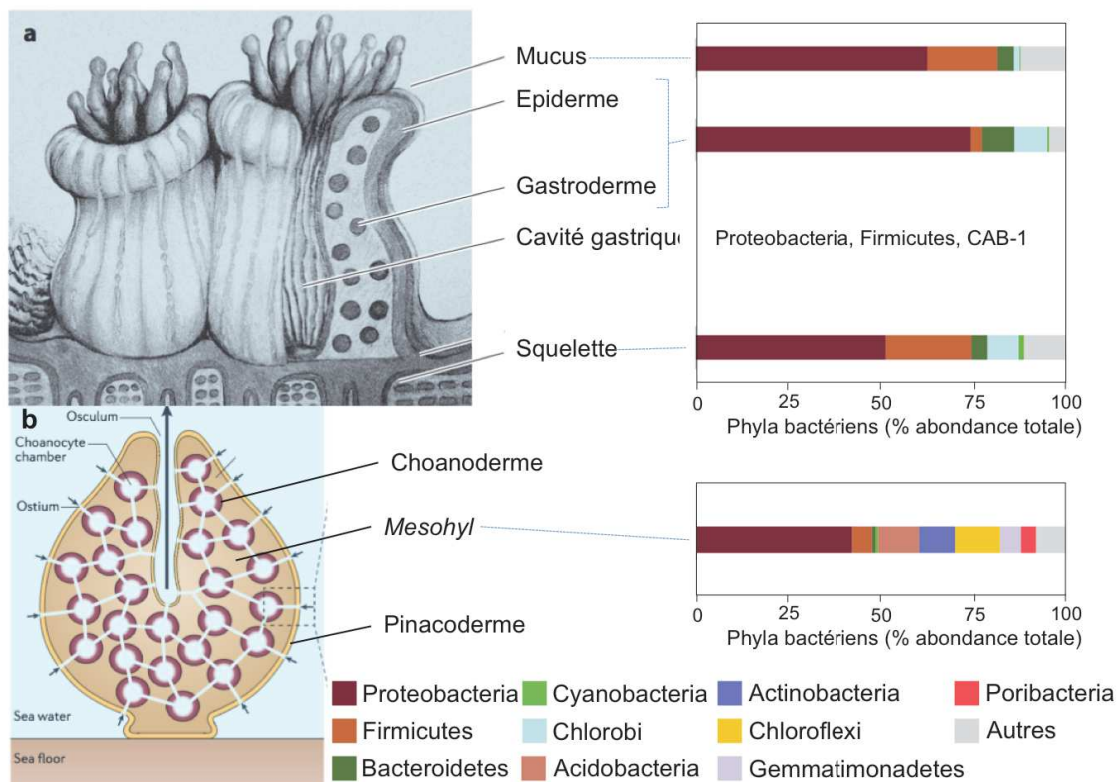 a
Mucus
Epiderme
Gastroderme
Cavité gastrique
Squelette
Proteobacteria, Firmicutes, CAB-1
0 25 50 75 100
Phyla bactériens (% abondance totale)
b
Osculum
Choanocyte
chamber
Ostium
Sea water
Sea floor
Choanoderme
Mesohyl
Pinacoderme
0 25 50 75 100
Phyla bactériens (% abondance totale)
Proteobacteria Cyanobacteria Actinobacteria Poribacteria
Firmicutes Chlorobi Chloroflexi Autres
Bacteroidetes Acidobacteria Gemmatimonadetes